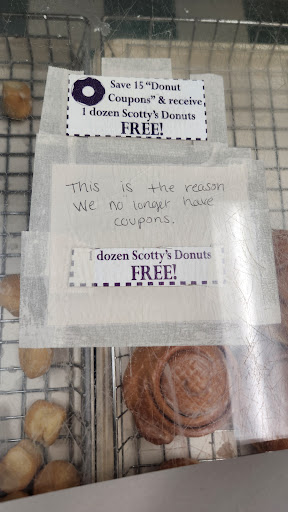 Save 15 "Donut
Coupons" & receive
1 dozen Scotty's Donuts
FREE!
This is the reason
We no longer have
coupons.
1 dozen Scotty's Donuts
FREE!